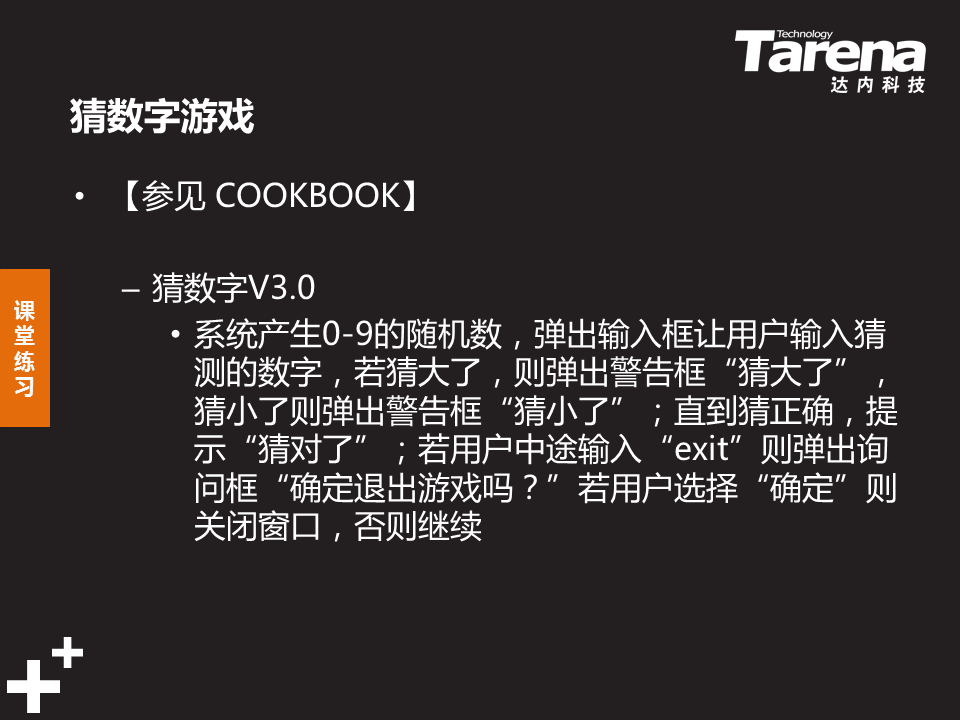 Technology
Tarena
达内科技
猜数字游戏
• 【参见 COOKBOOK】
– 猜数字V3.0
• 系统产生0-9的随机数，弹出输入框让用户输入猜
测的数字，若猜大了，则弹出警告框“猜大了”，
猜小了则弹出警告框“猜小了”；直到猜正确，提
示“猜对了”；若用户中途输入“exit”则弹出询
问框“确定退出游戏吗？”若用户选择“确定”则
关闭窗口，否则继续
课
堂
练
习